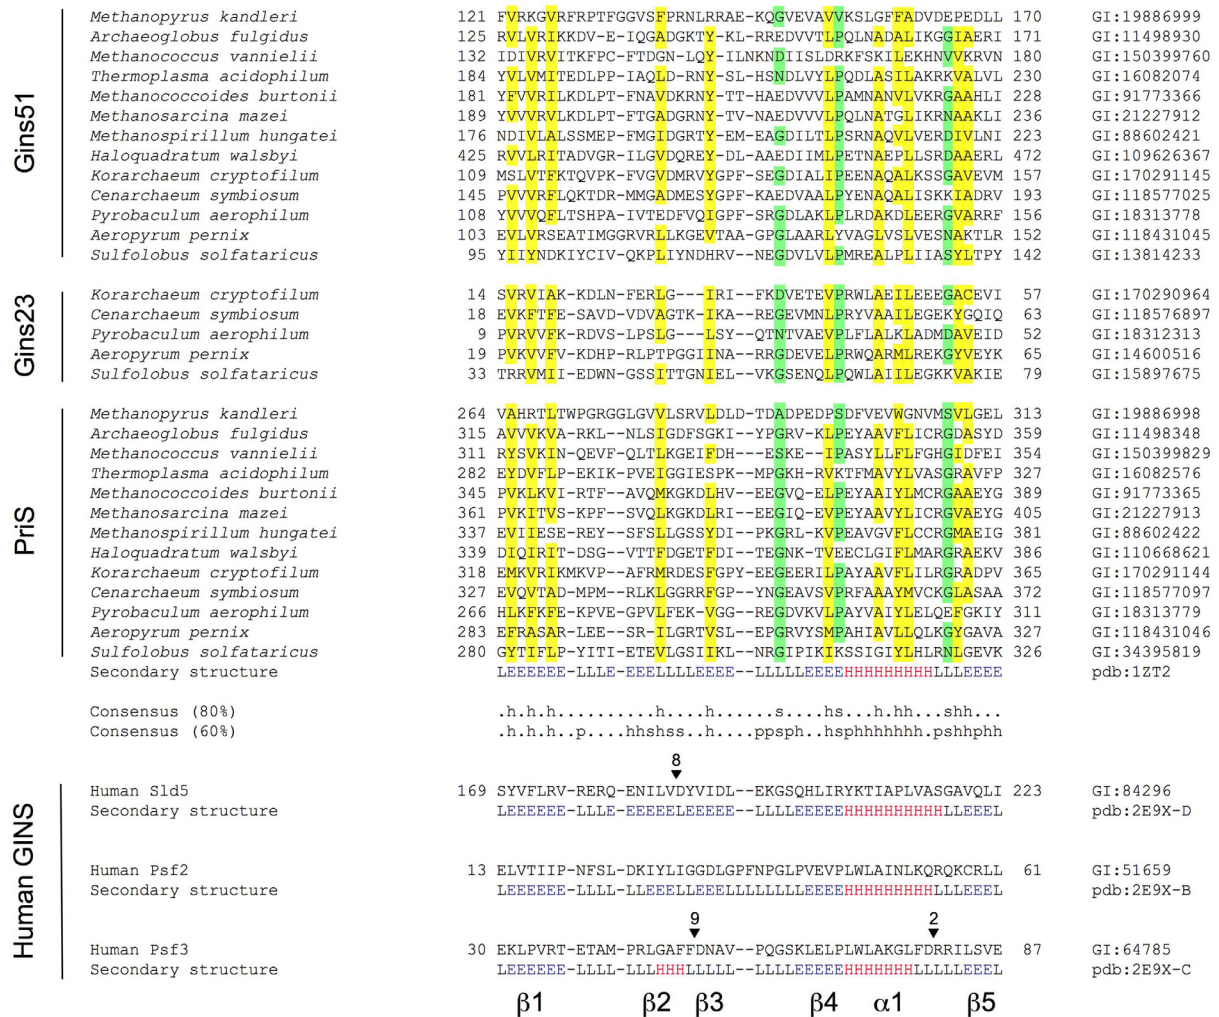 Gins51
Methanopyrus kandleri 121 FVRKGVRFRPTFGGVSFPRNLRRAE-KQGVEVAVVKSLGFFADVDEPEDLL 170 GI:19886999
Archaeoglobus fulgidus 125 RVLVRIKKDV-EIQGADGKTY-KL-RREDVVTLPQLNADALIKGGIAERI 171 GI:11498930
Methanococcus vannielii 132 IDIVRVITKFPCF-FTDGN-LQY-ILNKNDIISLDNKFSKILEKHNVVKRVN 180 GI:150399760
Thermoplasma acidophilum 184 YVLVMITEDLPP-IAQLD-RNY-SL-HSNDLVYLPQDLASILAKRKVALVL 230 GI:16082074
Methanococcoides burtonii 181 YFVVRILKDLPT-FNAVDKRNY-TT-HAEDVVVLPAMNANVLVKRGAAHLI 228 GI:91773366
Methanosarcina mazei 189 YVVVRVLKDLPT-FTGADGRNY-TM-NAEDVVVLPQLNATGLIKRNAAKLI 236 GI:21227912
Methanospirillum hungatei 176 NDIVLALSSMEP-FMGIDGRTY-EM-EAGDILTLPSRNAQVLVERDIVLNI 223 GI:88602421
Haloquadratum walsbyi 425 RVVLRITADVGR-ILGVDQREY-DL-AAEDIIMLPETNAEPLLSRDAAERL 472 GI:109626367
Korarchaeum cryptofilum 109 MSLVTFKTQVPK-FVGVDMRVYGPF-SEGDIALIPEENAQALKSSGAVEVM 157 GI:170291145
Cenarchaeum symbiosum 145 PVVVRFLQKTDR-MMGADMESYGPF-KAEDVAALPYENAQALISKKIADRV 193 GI:118577025
Pyrobaculum aerophilum 108 YVVVQFLTSHPA-IVTEDFVQIGPF-SRGDLAKLPLRDAKDLEERGVARRF 156 GI:18313778
Aeropyrum pernix 103 EVLVRSEATIMGGRVRLLKGEVTAA-GPGLAARLYVAGLVSLVESNAKTLR 152 GI:118431045
Sulfolobus solfataricus 95 YIIYNDKIYCIV-QKPLIYNDHRV--NEGDVLVLPMREALPLIIASYLTPY 142 GI:13814233
Gins23
Korarchaeum cryptofilum 14 SVRVIAK-KDLN-FERLG---IRI--FKDVETEVPRWLAEILEEEGACEVI 57 GI:170290964
Cenarchaeum symbiosum 18 EVKFTFE-SAVD-VDVAGTK-IKA--REGEVMNLPRYVAAILEGEKYGQIQ 63 GI:118576897
Pyrobaculum aerophilum 9 PVRVVFK-RDVS-LPSLG---LSY--QTNTVAEVPLFLALKLADMDAVEID 52 GI:18312313
Aeropyrum pernix 19 PVKVVFV-KDHP-RLPTPGGIINA--RRGDEVELPRWQARMLREKGYVEYK 65 GI:14600516
Sulfolobus solfataricus 33 TRRVMII-EDWN-GSSITTGNIEL--VKGSENQLPQWLAIILEGKKVAKIE 79 GI:15897675
PriS
Methanopyrus kandleri 264 VAHRTLTWPGRGGLGVVLSRVLDLD-TDADPEDPSDFVEVWGNVMSVLGEL 313 GI:19886998
Archaeoglobus fulgidus 315 AVVVKVA-RKL--NLSIGDFSGKI--YPGRV-KLPEYAAVFLICRGDASYD 359 GI:11498348
Methanococcus vannielii 311 RYSVKIN-QEVF-QLTLKGEIFDH---ESKE--IPASYLLFLFGHGIDFEI 354 GI:150399829
Thermoplasma acidophilum 282 EYDVFLP-EKIK-PVEIGGIESPK--MPGKH-RVKTFMAVYLVASGRAVFP 327 GI:16082576
Methanococcoides burtonii 345 PVKLKVI-RTF--AVQMKGKDLHV--EEGVQ-ELPEYAAIYLMCRGAAEYG 389 GI:91773365
Methanosarcina mazei 361 PVKITVS-KPF--SVQLKGKDLRI--EEGIQ-EVPEYAAVYLICRGVAEYG 405 GI:21227913
Methanospirillum hungatei 337 EVIIESE-REY--SFSLLGSSYDI--PKGRL-KVPEAVGVFLCCRGMAEIG 381 GI:88602422
Haloquadratum walsbyi 339 DIQIRIT-DSG--VTTFDGETFDI--TEGNK-TVEECLGIFLMARGRAEKV 386 GI:110668621
Korarchaeum cryptofilum 318 EMKVRIKMKVP--AFRMRDESFGPY-EEGEERILPAYAAVFLILRGRADPV 365 GI:170291144
Cenarchaeum symbiosum 327 EVQVTAD-MPM--RLKLGGRRFGP--YNGEAVSVPRFAAAYMVCKGLASAA 372 GI:118577097
Pyrobaculum aerophilum 266 HLKFKFE-KPVE-GPVLFEK-VGG--REGDVKVLPAYVALYLELQEFGKIY 311 GI:18313779
Aeropyrum pernix 283 EFRASAR-LEE--SR-ILGRTVSL--EPGRVYSMPAHIAVLLQLKGYGAVA 327 GI:118431046
Sulfolobus solfataricus 280 GYTIFLP-YITI-ETEVLGSIIKL--NRGIPIKIKSSIGIYLHLRNLGEVK 326 GI:34395819
Secondary structure LEEEEEE-LLLE-EEELLLLEEEE--LLLLLEEEEHHHHHHHHHLLLEEEE pdb:1ZT2
Consensus (80%) .h.h.h..........h....h......s....hs...h.hh...shh...
Consensus (60%) .h.h.h..p....hhshss..h....ppsph..hsphhhhhhh.pshhphh
Human GINS
8
Human Sld5 169 SYVFLRV-RERQ-ENILVDYVIDL--EKGSQHLIRYKTIAPLVASGAVQLI 223 GI:84296
Secondary structure LEEEEEE-LLLE-EEEEELEEEEE--LLLLEEEEEHHHHHHHHHHLLEEEL pdb:2E9X-D
Human Psf2 13 ELVTIIP-NFSL-DKIYLIGGDLGPFNPGLPVEVPLWLAINLKQRQKCRLL 61 GI:51659
Secondary structure LEEEEEE-LLLL-LLEEELLEEELLLLLLLEEEEHHHHHHHHHLLLEEEL pdb:2E9X-B
9 2
Human Psf3 30 EKLPVRT-ETAM-PRLGAFFDNAV--PQGSKLELPLWLAKGLFDRRILSVE 87 GI:64785
Secondary structure LEEEEEE-LLLL-LLLHHHLLLLL--LLLLEEEEEHHHHHHHLLLLLEEEL pdb:2E9X-C
β1 β2 β3 β4 α1 β5